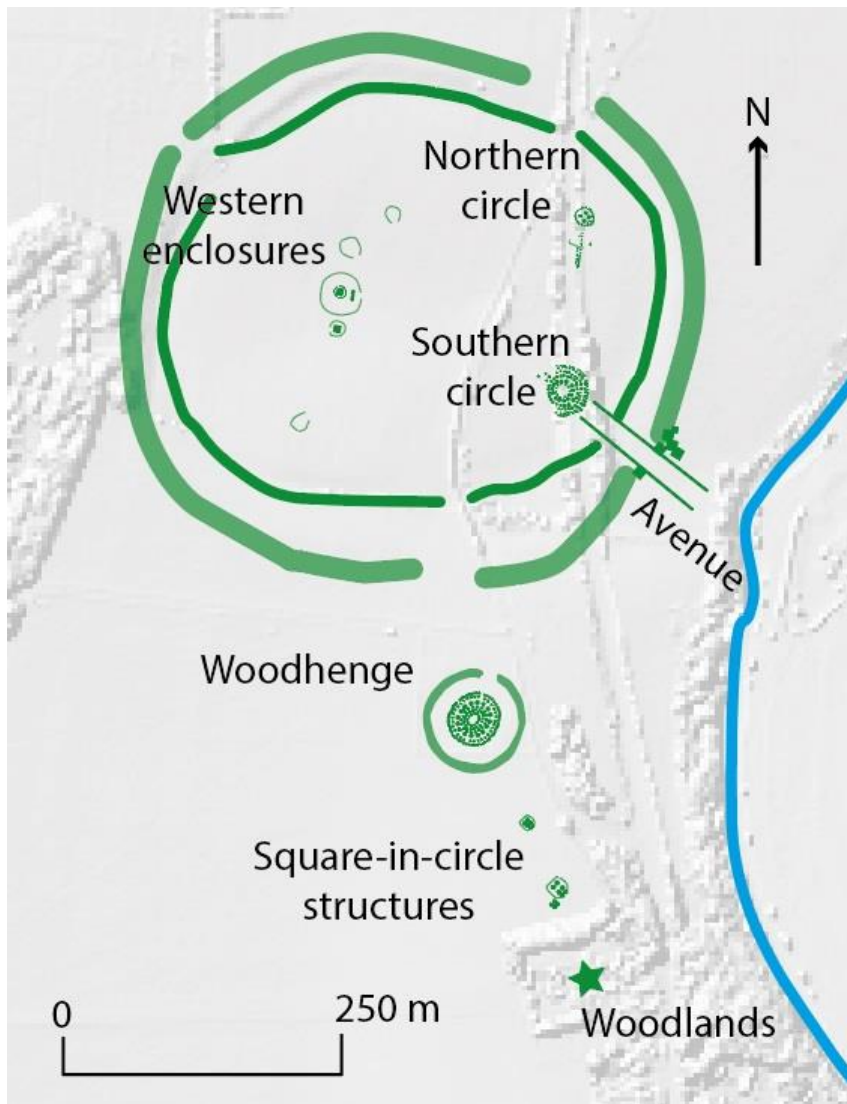 N
Northern
circle
Western
enclosures
Southern
circle
Avenue
Woodhenge
Square-in-circle
structures
0
250 m
Woodlands